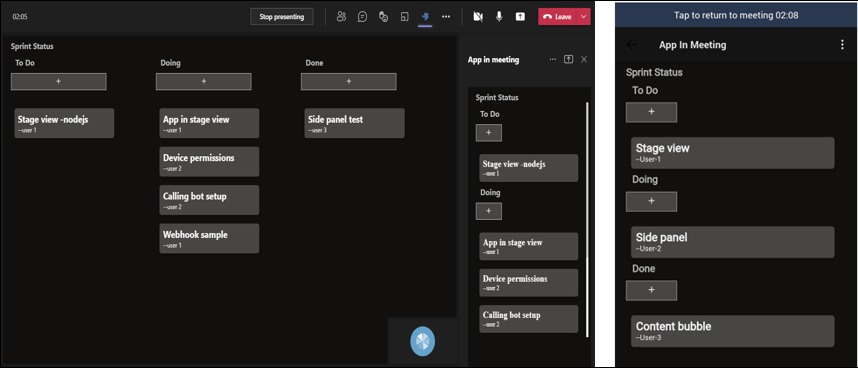 02:05
Stop presenting
Leave
Sprint Status
To Do
Doing
Done
+
+
+
Stage view -nodejs
--user 1
App in stage view
--user 1
Side panel test
--user 3
Device permissions
--user 2
Calling bot setup
--user 2
Webhook sample
--user 1
App in meeting
Sprint Status
To Do
+
Stage view -nodejs
--user 1
Doing
+
App in stage view
--user 1
Device permissions
--user 2
Calling bot setup
--user 2
Tap to return to meeting 02:08
App In Meeting
Sprint Status
To Do
+
Stage view
--User-1
Doing
+
Side panel
--User-2
Done
+
Content bubble
--User-3